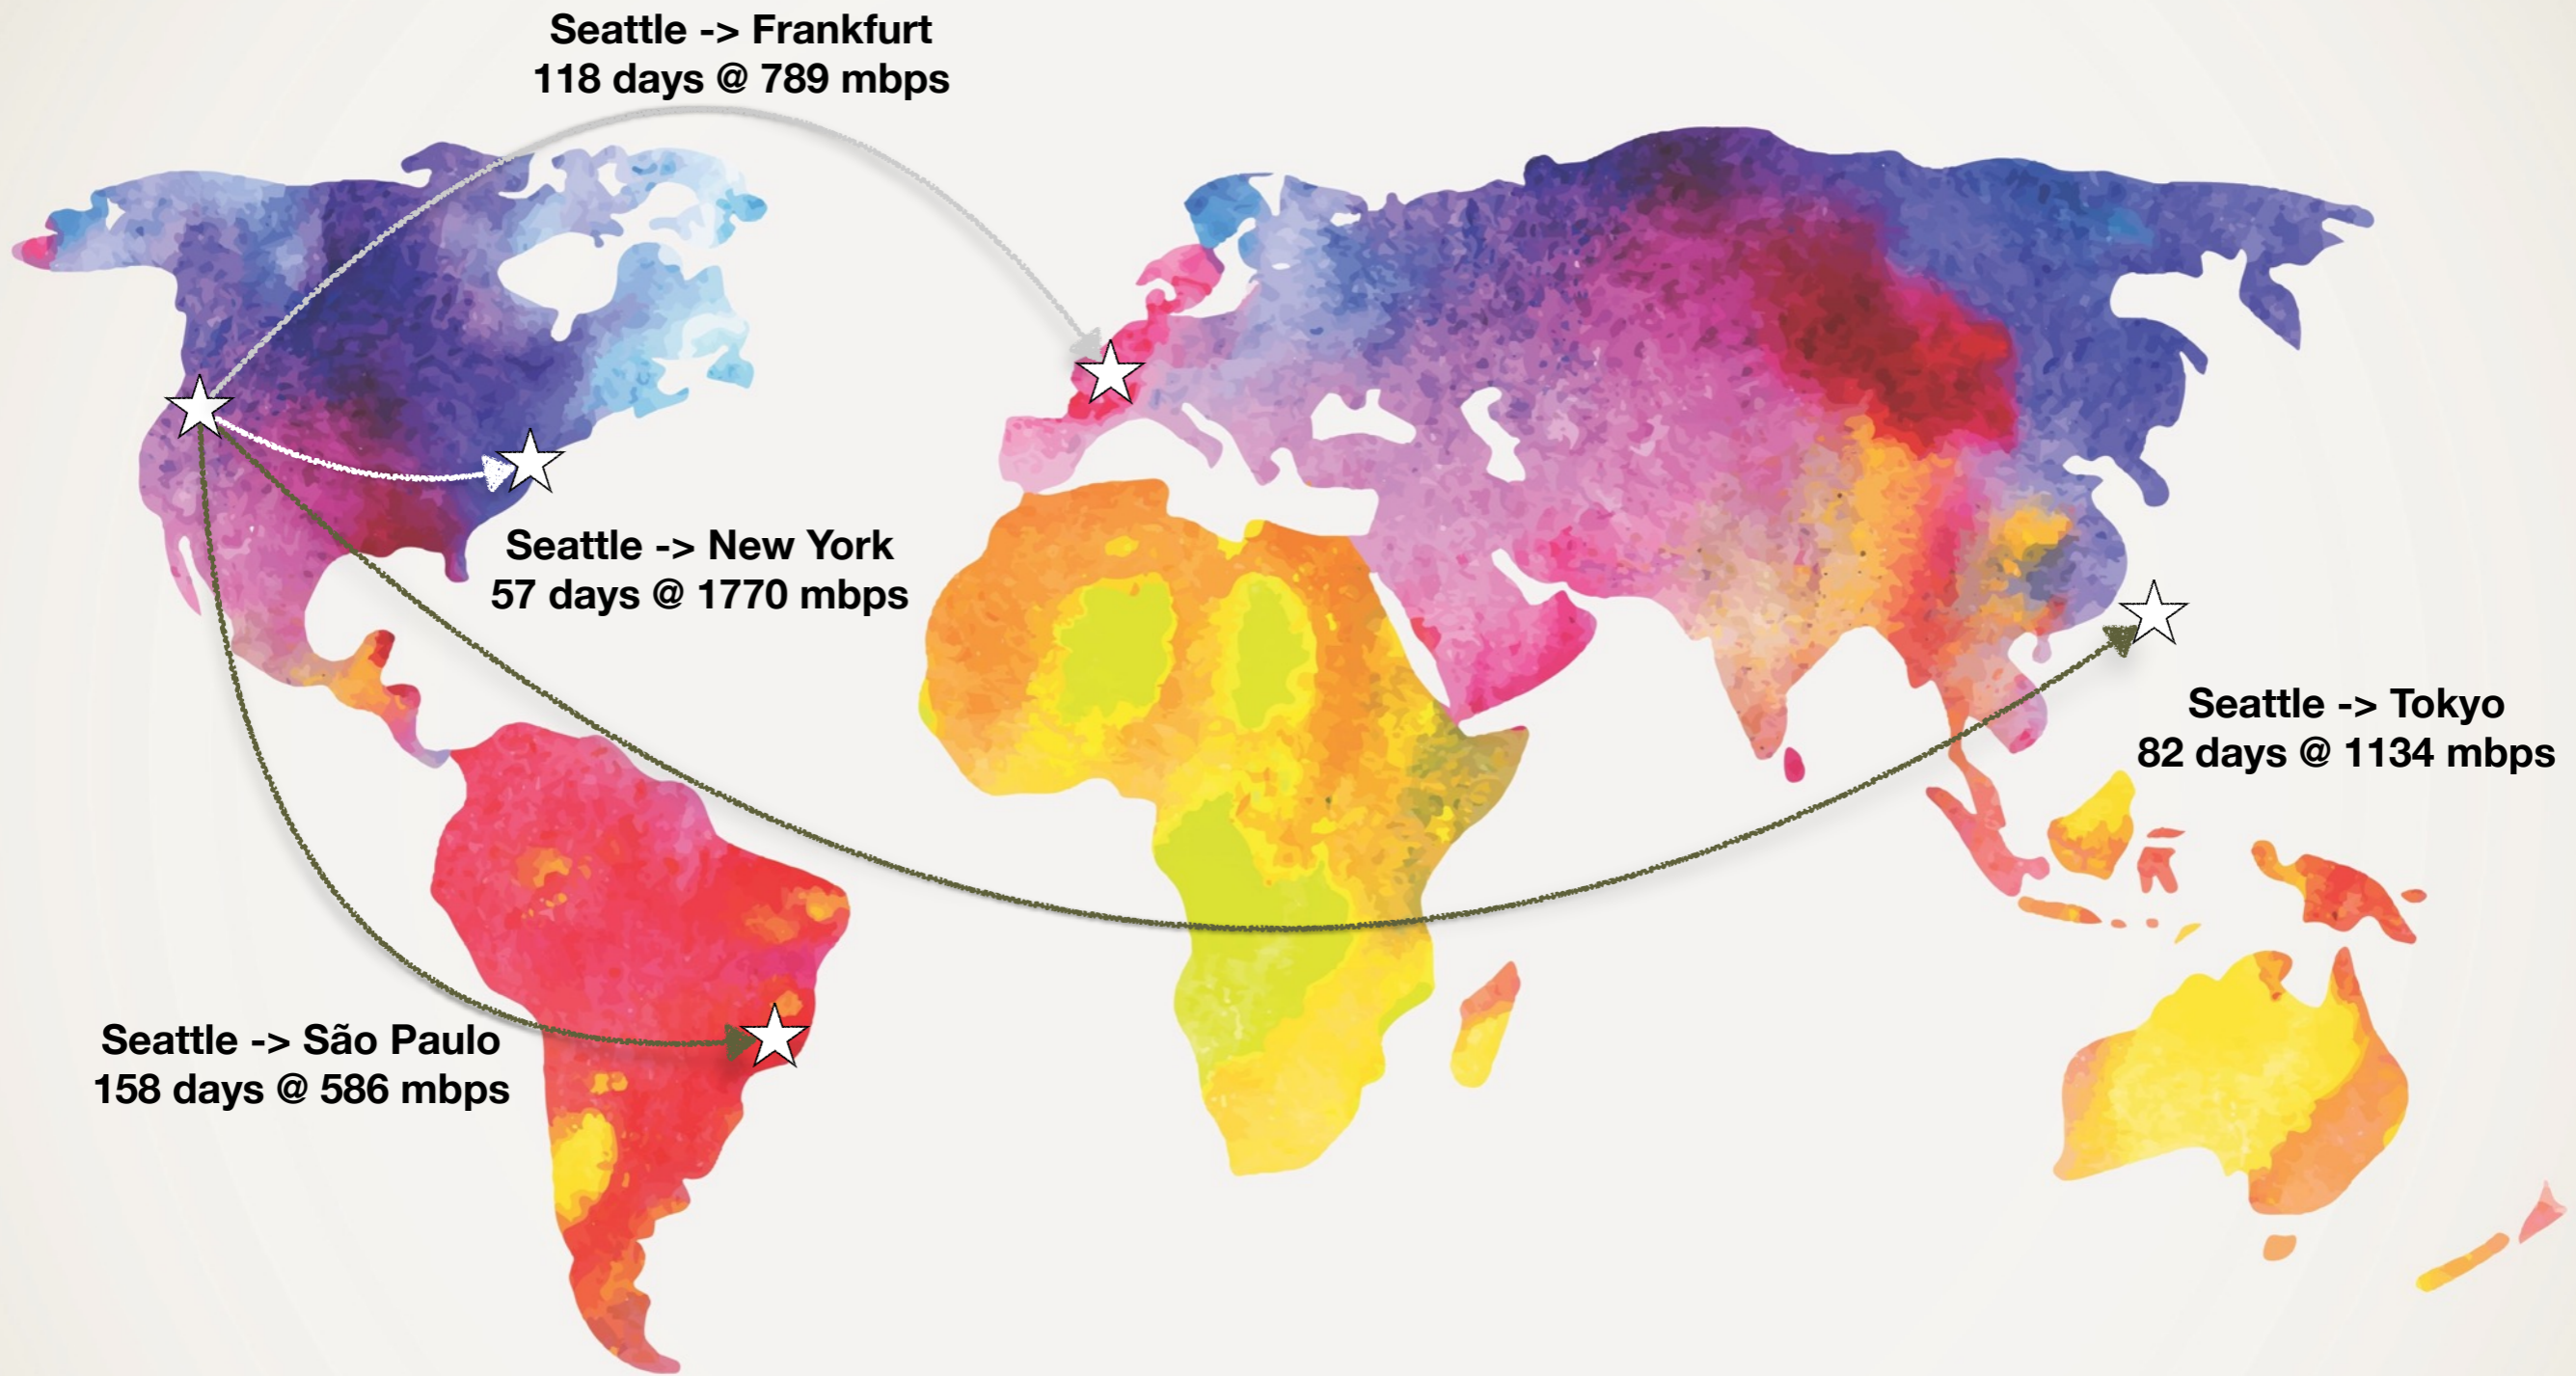 Seattle -> Frankfurt
118 days @ 789 mbps
Seattle -> New York
57 days @ 1770 mbps
Seattle -> Tokyo
82 days @ 1134 mbps
Seattle -> São Paulo
158 days @ 586 mbps